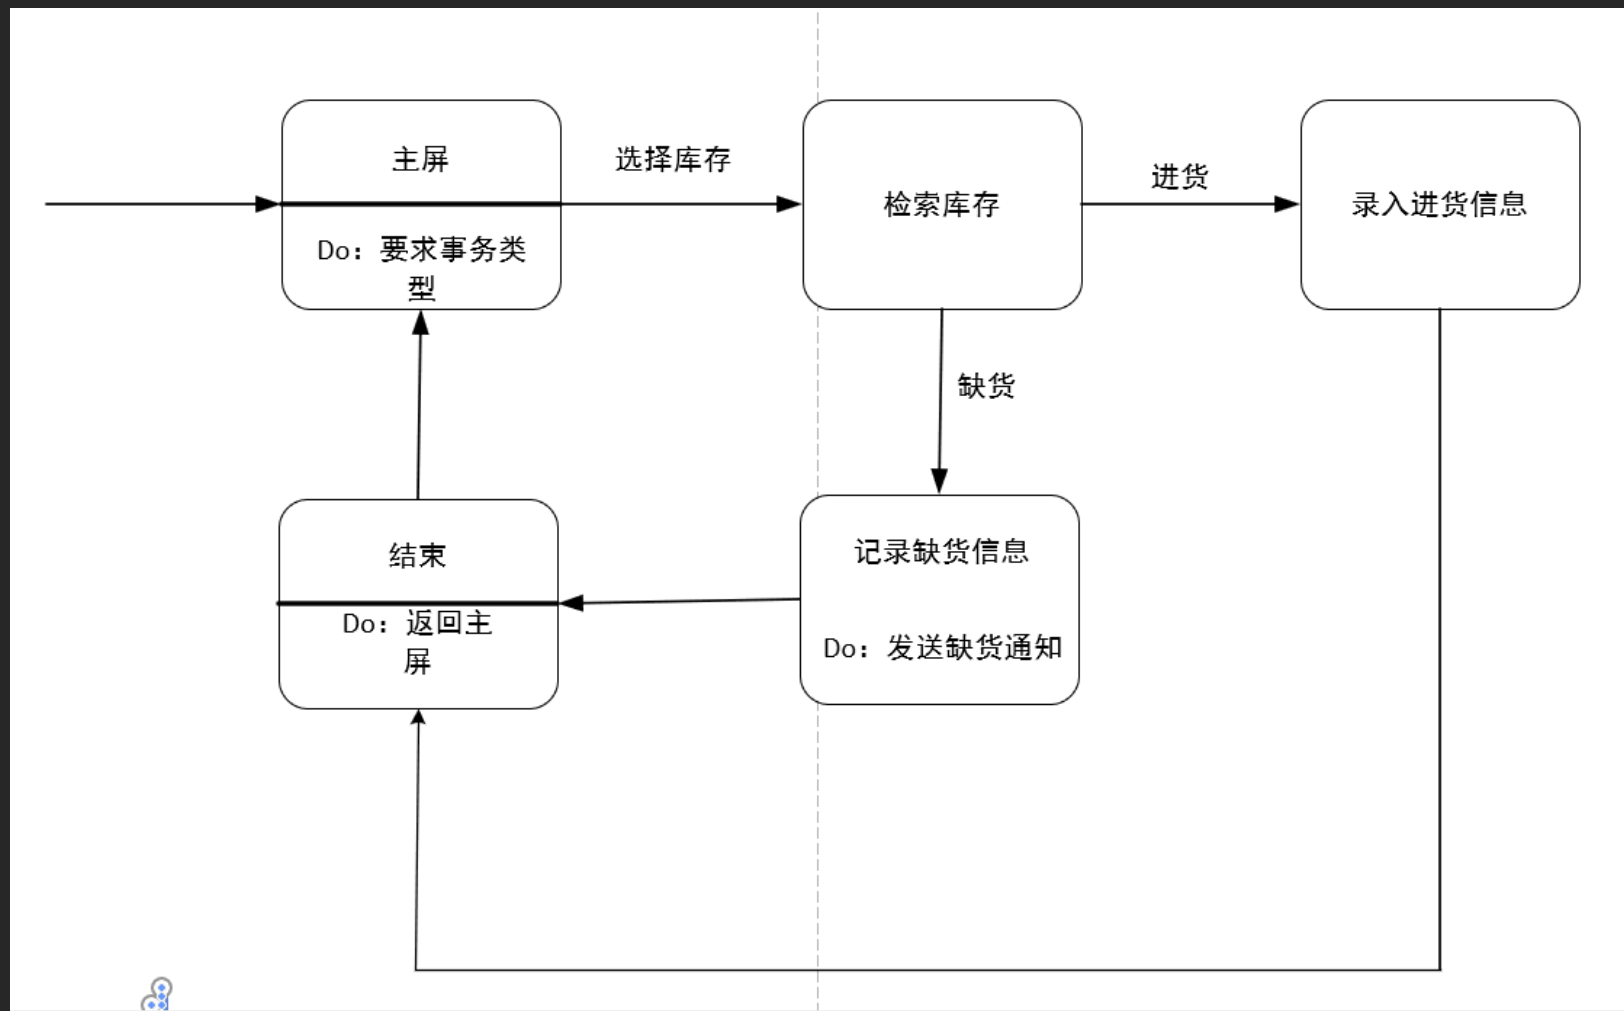 主屏
选择库存
Do：要求事务类
型
检索库存
进货
录入进货信息
缺货
结束
Do：返回主
屏
记录缺货信息
Do：发送缺货通知